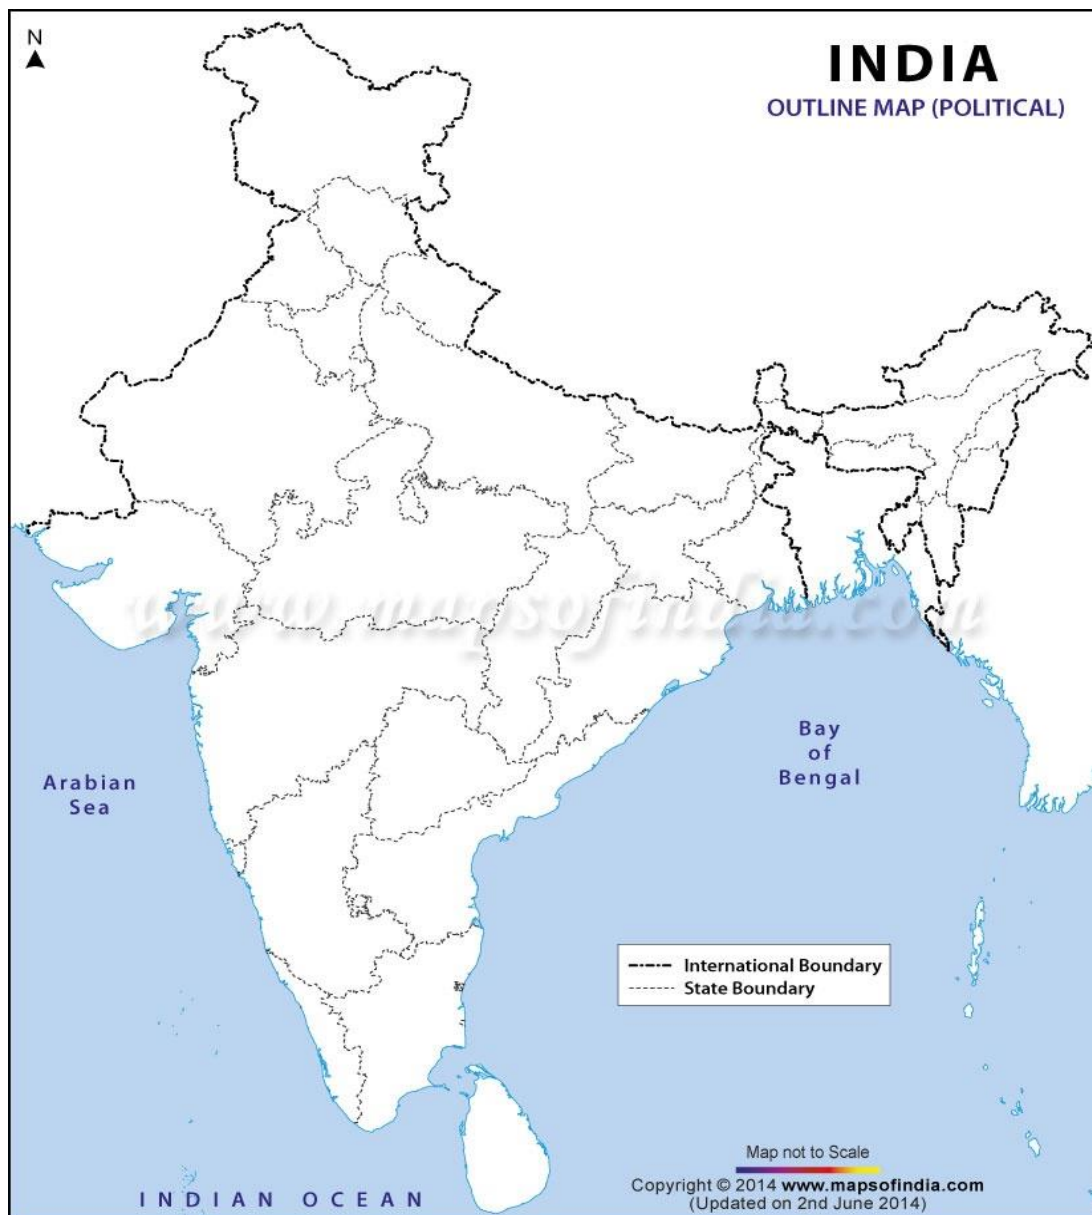 N
INDIA
OUTLINE MAP (POLITICAL)
www.mapsofindia.com
Bay
of
Bengal
Arabian
Sea
International Boundary
State Boundary
Map not to Scale
Copyright © 2014 www.mapsofindia.com
(Updated on 2nd June 2014)
INDIAN OCEAN